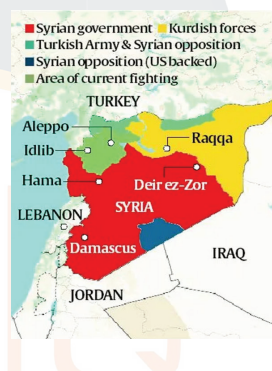 Syrian government Kurdish forces
Turkish Army & Syrian opposition
Syrian opposition (US backed)
Area of current fighting
TURKEY
Aleppo
Raqqa
Idlib
Hama
Deir ez-Zor
LEBANON
SYRIA
Damascus
IRAQ
JORDAN